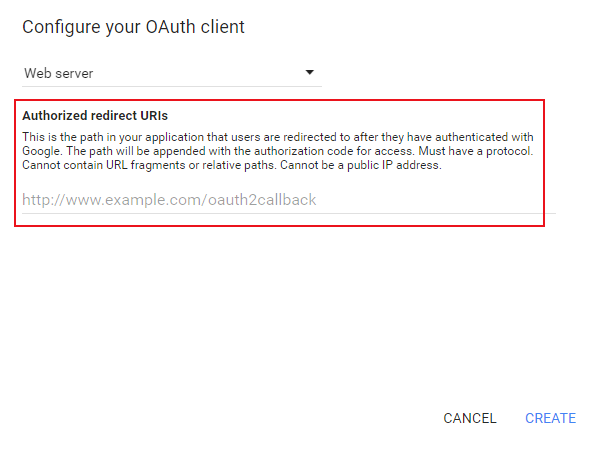 Configure your OAuth client
Web server
Authorized redirect URIs
This is the path in your application that users are redirected to after they have authenticated with
Google. The path will be appended with the authorization code for access. Must have a protocol.
Cannot contain URL fragments or relative paths. Cannot be a public IP address.
http://www.example.com/oauth2callback
CANCEL CREATE